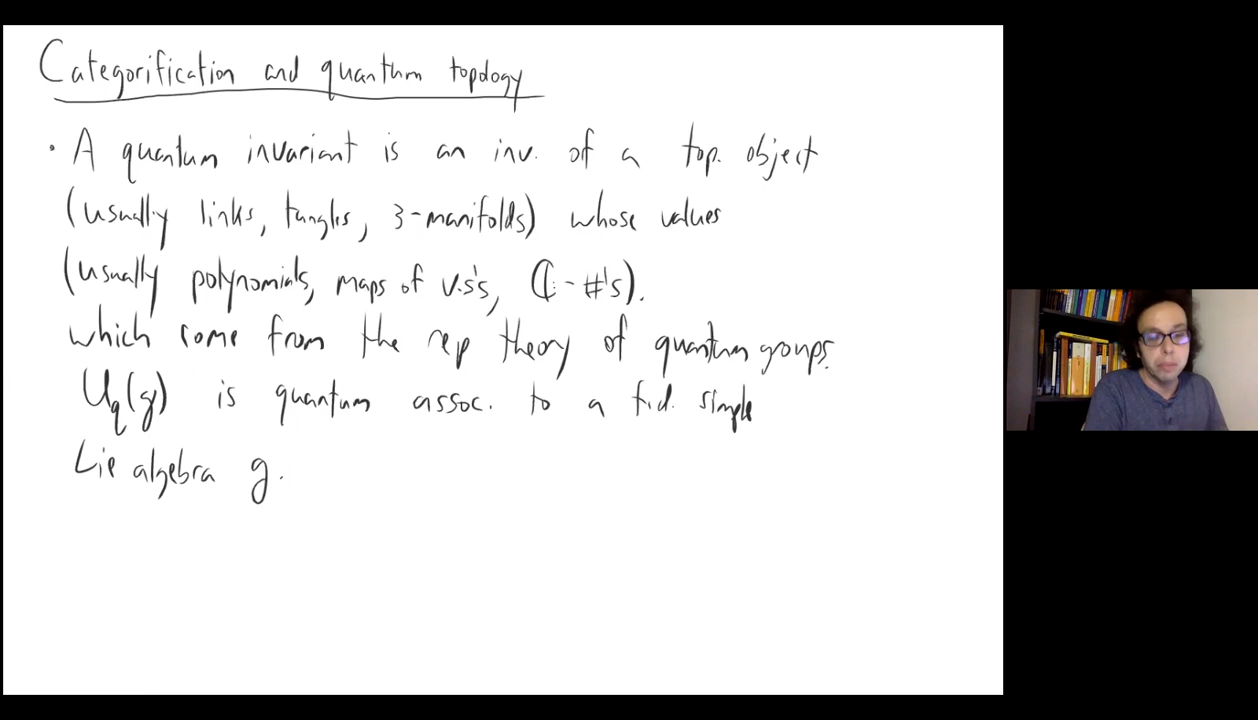 Categorification and quantum topology
· A quantum invariant is an inv. of a top. object
(usually links, tangles, 3-manifolds) whose values
(usually polynomials, maps of v.s's, ℂ-#'s).
which come from the rep theory of quantum groups.
U_q(g) is quantum assoc. to a f.d. simple
Lie algebra g.